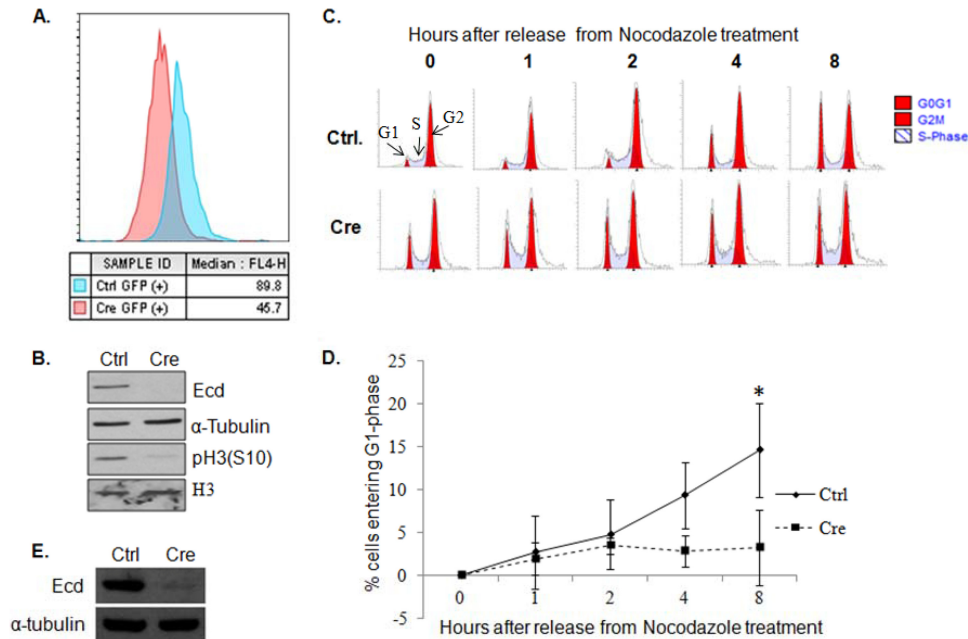 A.
SAMPLE ID Median : FL4-H
Ctrl GFP (+) 89.8
Cre GFP (+) 45.7
B.
Ctrl Cre
Ecd
α-Tubulin
pH3(S10)
H3
E.
Ctrl Cre
Ecd
α-tubulin
C.
Hours after release from Nocodazole treatment
0 1 2 4 8
Ctrl.
G1 S G2
Cre
G0G1
G2M
S-Phase
D.
% cells entering G1-phase
25
20
15
10
5
0
-5
*
Ctrl
Cre
0 1 2 4 8
Hours after release from Nocodazole treatment